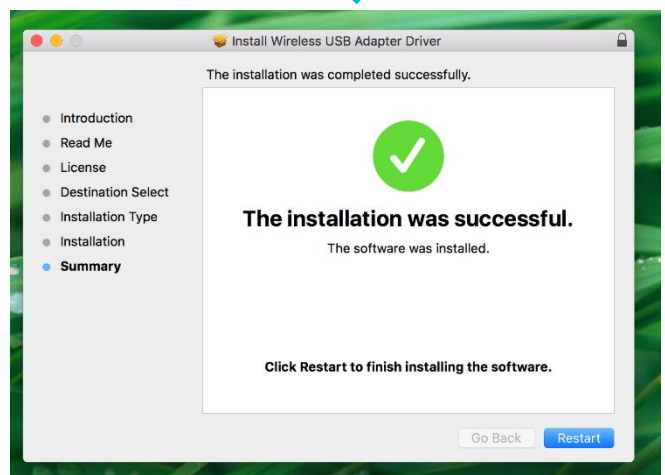 Install Wireless USB Adapter Driver
The installation was completed successfully.
Introduction
Read Me
License
Destination Select
Installation Type
Installation
Summary
The installation was successful.
The software was installed.
Click Restart to finish installing the software.
Go Back
Restart